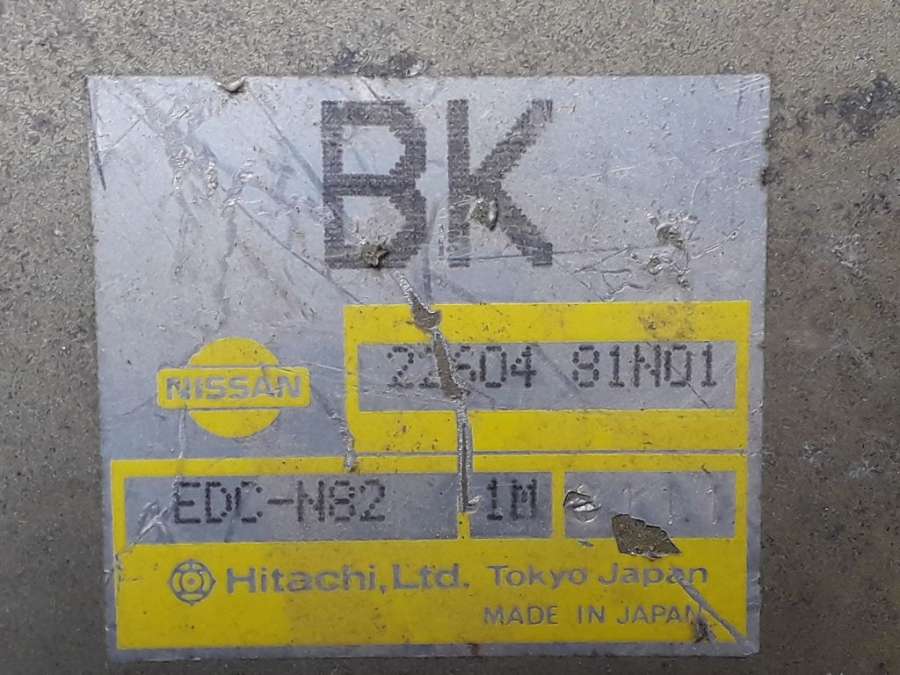 BK
NISSAN
22604 81N01
EDC-N82 1M
Hitachi, Ltd. Tokyo Japan
MADE IN JAPAN